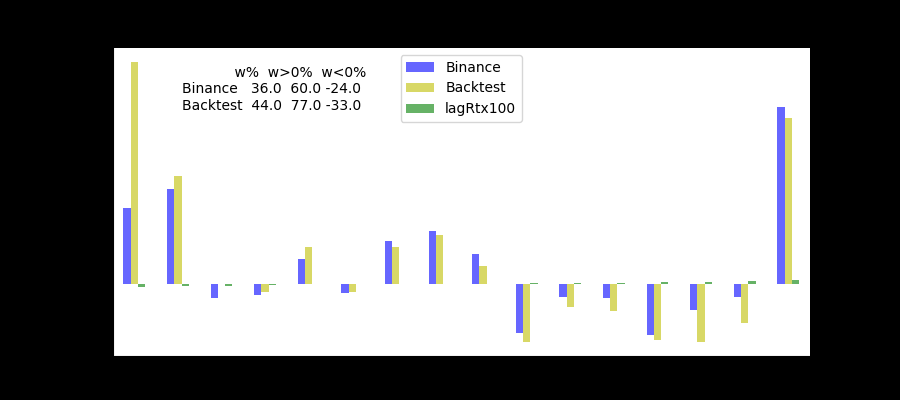 w% w>0% w<0%
Binance 36.0 60.0 -24.0
Backtest 44.0 77.0 -33.0
Binance
Backtest
lagRtx100